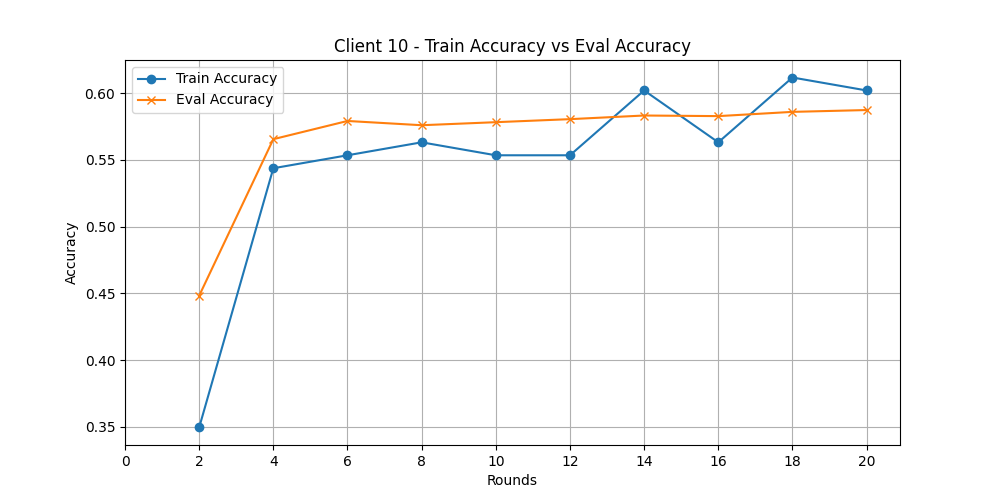 Client 10 - Train Accuracy vs Eval Accuracy
Train Accuracy
Eval Accuracy
Accuracy
0.60
0.55
0.50
0.45
0.40
0.35
0 2 4 6 8 10 12 14 16 18 20
Rounds